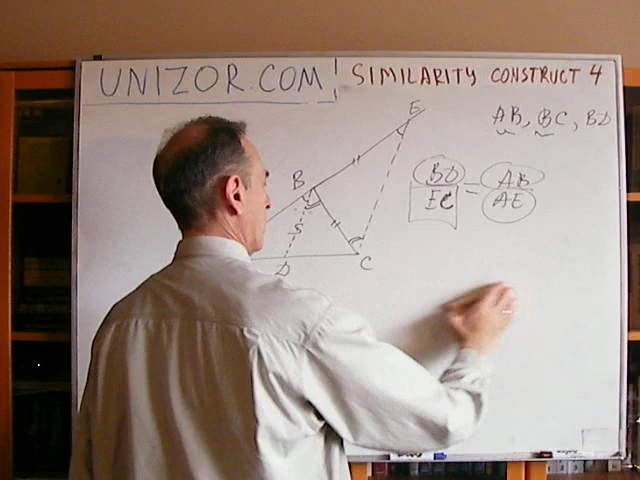 UNIZOR.COM SIMILARITY CONSTRUCT 4
AB, BC, BD
E
B
S
D
C
BD = AB
EC AE